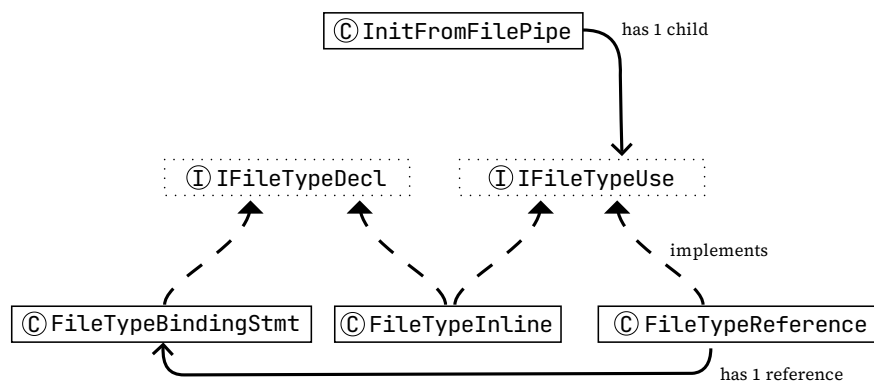 Ⓒ InitFromFilePipe
has 1 child
Ⓘ IFileTypeDecl
Ⓘ IFileTypeUse
implements
Ⓒ FileTypeBindingStmt
Ⓒ FileTypeInline
Ⓒ FileTypeReference
has 1 reference